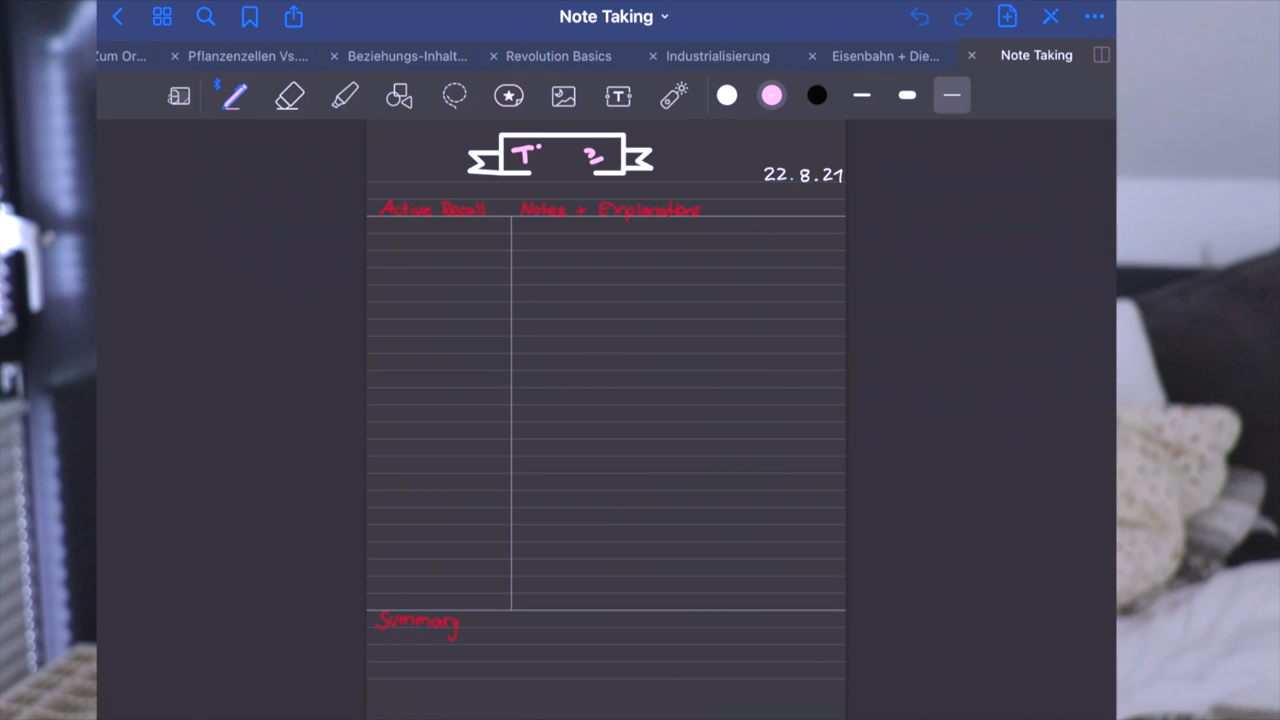 Note Taking
Zum Or... Pflanzenzellen Vs.... Beziehungs-Inhalt... Revolution Basics Industrialisierung Eisenbahn + Die... Note Taking
22.8.21
Active Recall Notes + Explanations
Summary